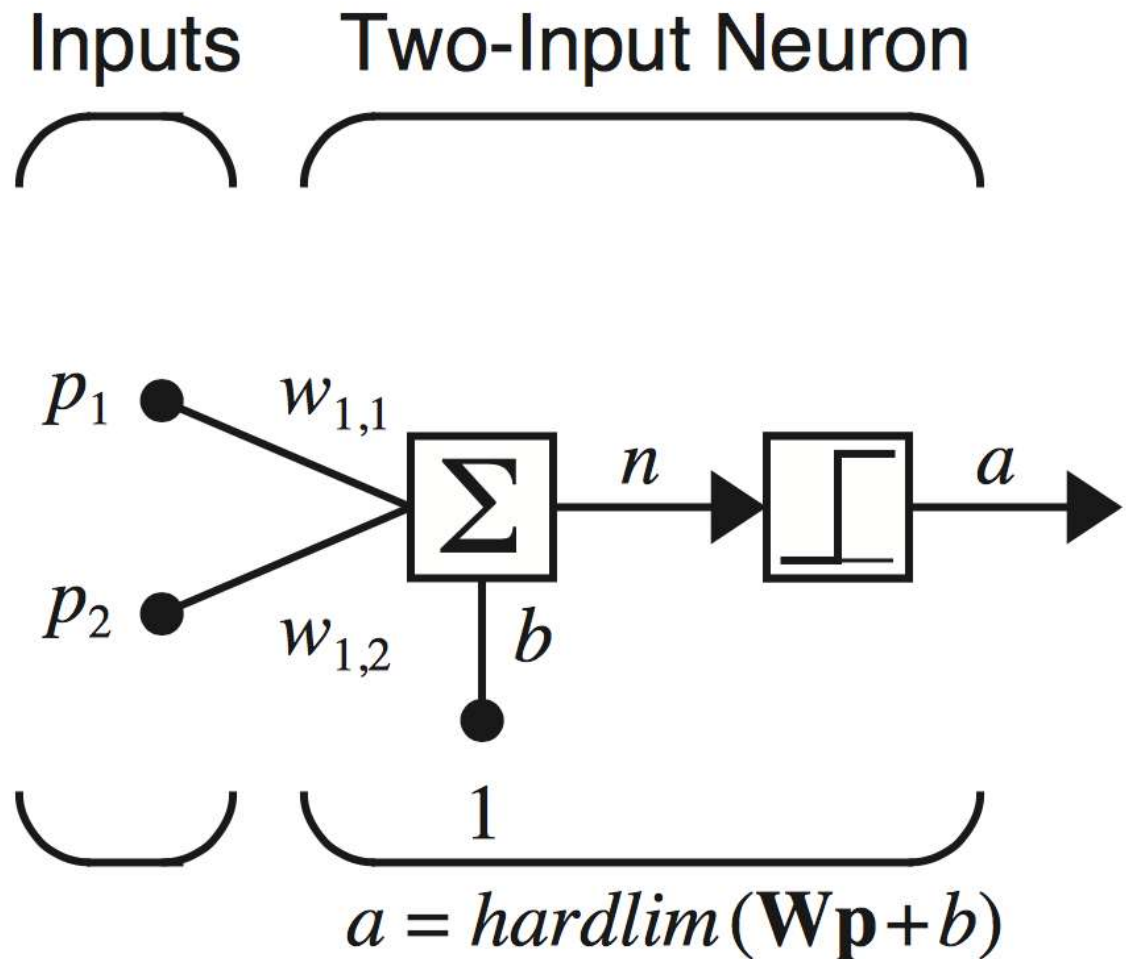 Inputs Two-Input Neuron
p₁ w₁,₁
Σ n a
p₂ w₁,₂ b
1
a = hardlim(Wp+b)